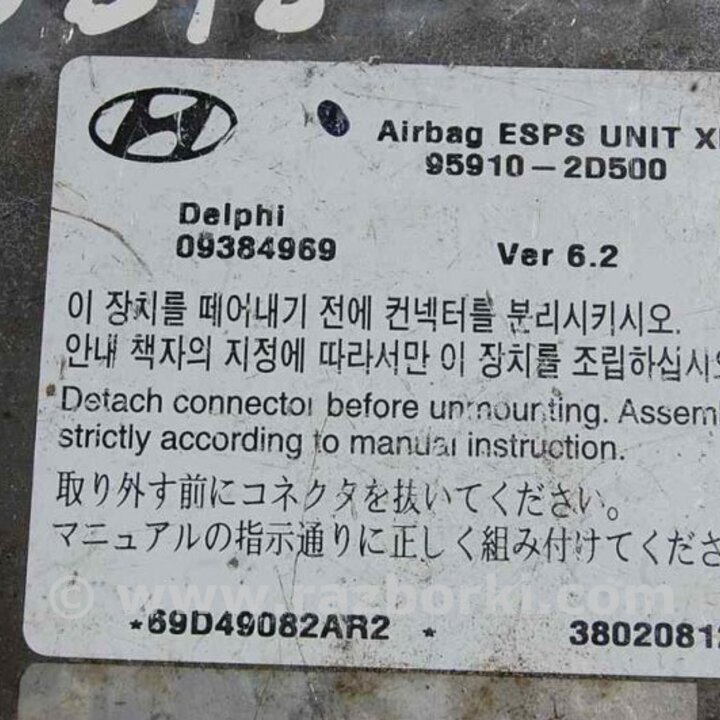 Airbag ESPS UNIT
95910-2D500
Delphi
09384969
Ver 6.2
이 장치를 떼어내기 전에 컨넥터를 분리시키시오.
안내 책자의 지정에 따라서만 이 장치를 조립하십시오
Detach connector before unmounting. Assem
strictly according to manual instruction.
取り外す前にコネクタを抜いてください。
マニュアルの指示通りに正しく組み付けてくださ
© www.razborki.com
*69D49082AR2 *
3802081